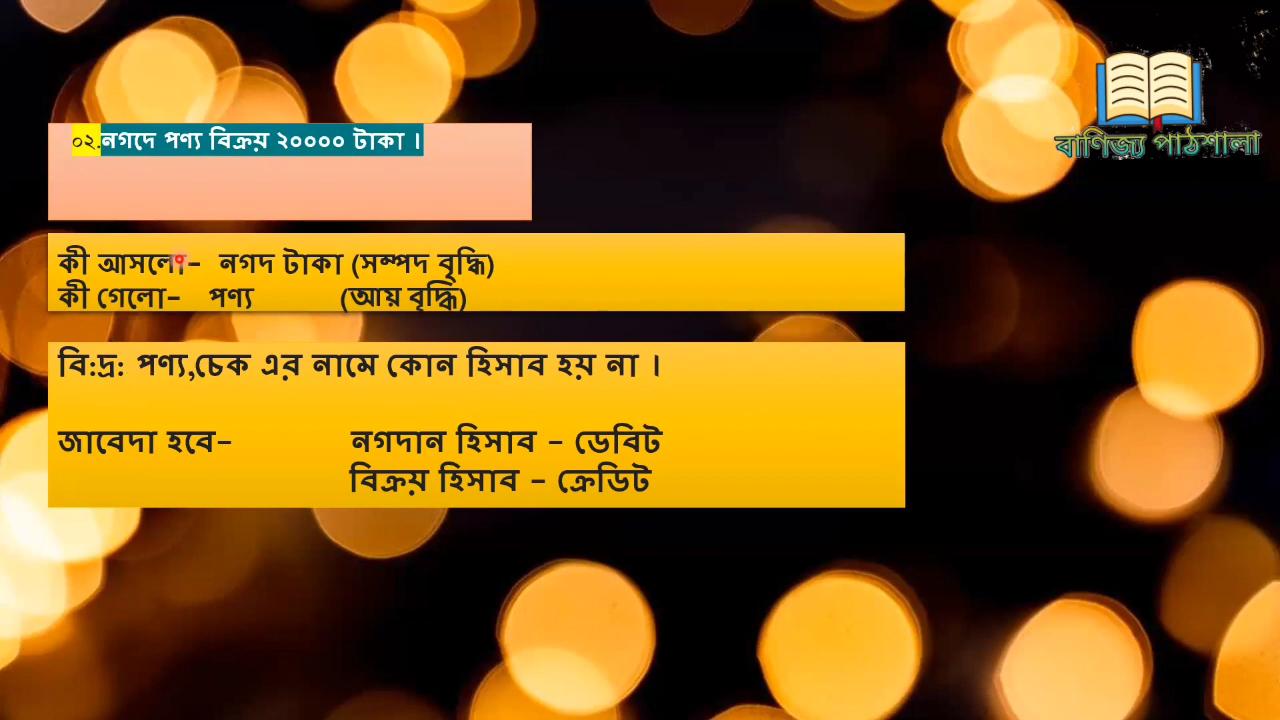 ০২.নগদে পণ্য বিক্রয় ২০০০০ টাকা ।
বাণিজ্য পাঠশালা
কী আসলো– নগদ টাকা (সম্পদ বৃদ্ধি)
কী গেলো– পণ্য (আয় বৃদ্ধি)
বি:দ্র: পণ্য,চেক এর নামে কোন হিসাব হয় না ।
জাবেদা হবে– নগদান হিসাব – ডেবিট
বিক্রয় হিসাব – ক্রেডিট